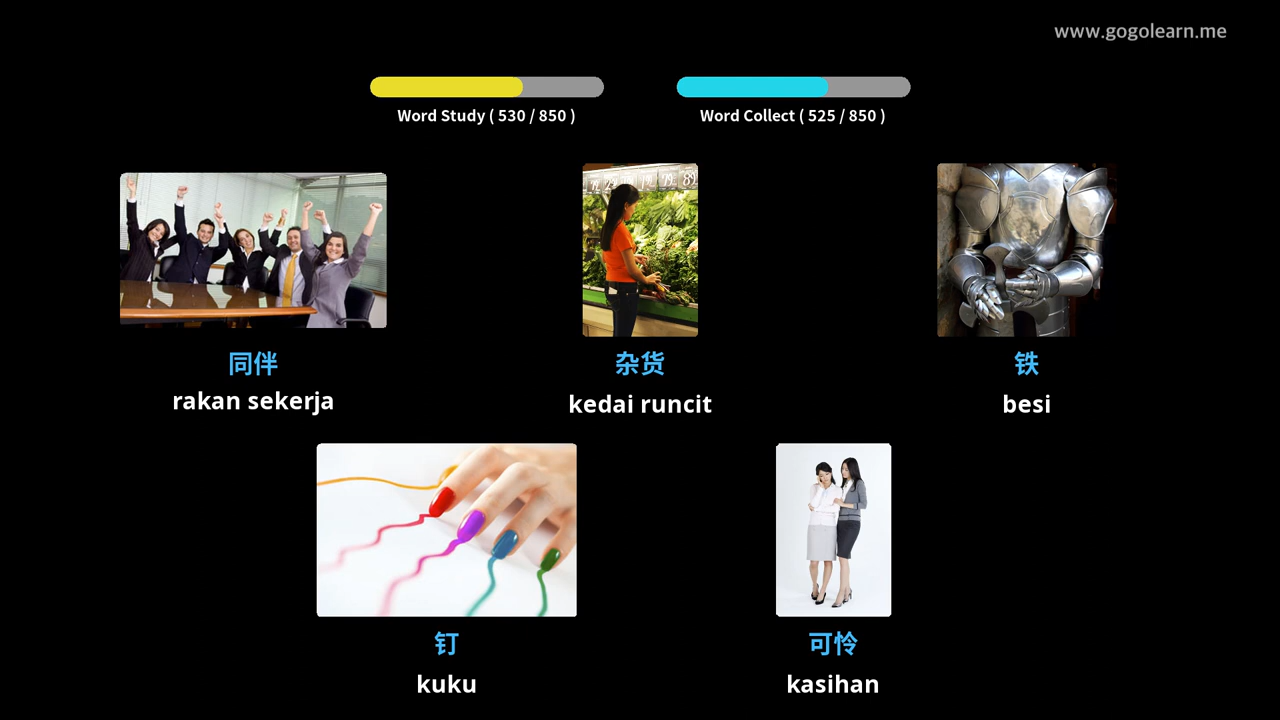 www.gogolearn.me
Word Study ( 530 / 850 )
Word Collect ( 525 / 850 )
同伴
rakan sekerja
杂货
kedai runcit
铁
besi
钉
kuku
可怜
kasihan